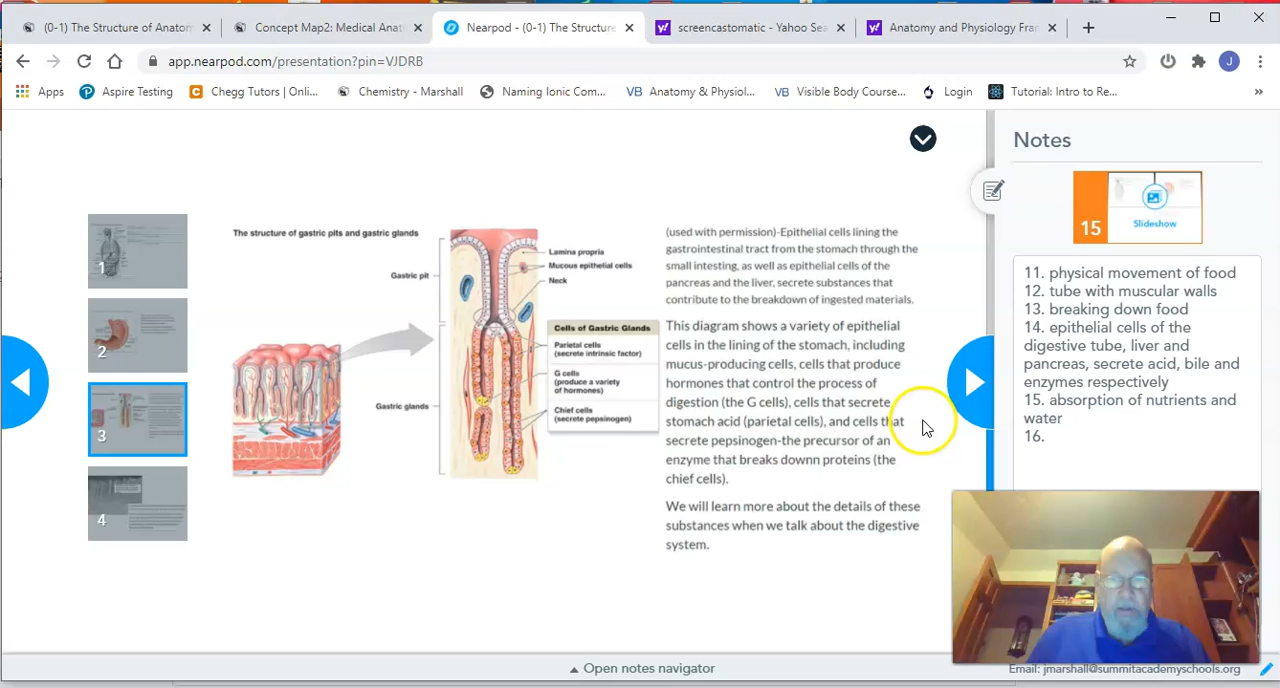 (0-1) The Structure of Anatom
Concept Map2: Medical Anat
Nearpod - (0-1) The Structure
screencastomatic - Yahoo Sea
Anatomy and Physiology Fran
app.nearpod.com/presentation?pin=VJDRB
J
Apps
Aspire Testing
Chegg Tutors | Onli...
Chemistry - Marshall
Naming Ionic Com...
VB Anatomy & Physiol...
VB Visible Body Course...
Login
Tutorial: Intro to Re...
»
1
2
3
4
The structure of gastric pits and gastric glands
Gastric pit
Gastric glands
Lamina propria
Mucous epithelial cells
Neck
Cells of Gastric Glands
Parietal cells
(secrete intrinsic factor)
G cells
(produce a variety
of hormones)
Chief cells
(secrete pepsinogen)
(used with permission)-Epithelial cells lining the
gastrointestinal tract from the stomach through the
small intesting, as well as epithelial cells of the
pancreas and the liver, secrete substances that
contribute to the breakdown of ingested materials.
This diagram shows a variety of epithelial
cells in the lining of the stomach, including
mucus-producing cells, cells that produce
hormones that control the process of
digestion (the G cells), cells that secrete
stomach acid (parietal cells), and cells that
secrete pepsinogen-the precursor of an
enzyme that breaks downn proteins (the
chief cells).
We will learn more about the details of these
substances when we talk about the digestive
system.
Notes
15
Slideshow
11. physical movement of food
12. tube with muscular walls
13. breaking down food
14. epithelial cells of the
digestive tube, liver and
pancreas, secrete acid, bile and
enzymes respectively
15. absorption of nutrients and
water
16.
Open notes navigator
Email: jmarshall@summitacademyschools.org